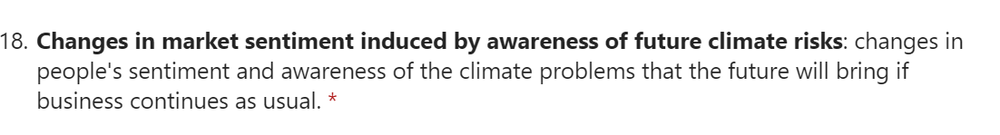 18. Changes in market sentiment induced by awareness of future climate risks: changes in
people's sentiment and awareness of the climate problems that the future will bring if
business continues as usual. *